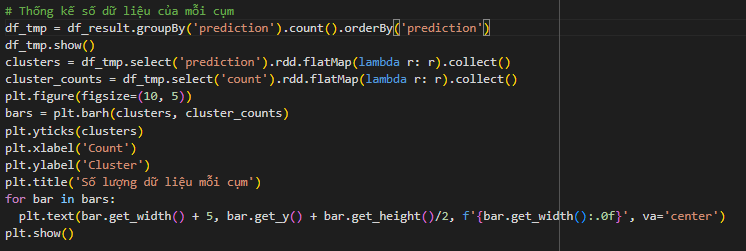 # Thống kế số dữ liệu của mỗi cụm
df_tmp = df_result.groupBy('prediction').count().orderBy('prediction')
df_tmp.show()
clusters = df_tmp.select('prediction').rdd.flatMap(lambda r: r).collect()
cluster_counts = df_tmp.select('count').rdd.flatMap(lambda r: r).collect()
plt.figure(figsize=(10, 5))
bars = plt.barh(clusters, cluster_counts)
plt.yticks(clusters)
plt.xlabel('Count')
plt.ylabel('Cluster')
plt.title('Số lượng dữ liệu mỗi cụm')
for bar in bars:
  plt.text(bar.get_width() + 5, bar.get_y() + bar.get_height()/2, f'{bar.get_width():.0f}', va='center')
plt.show()